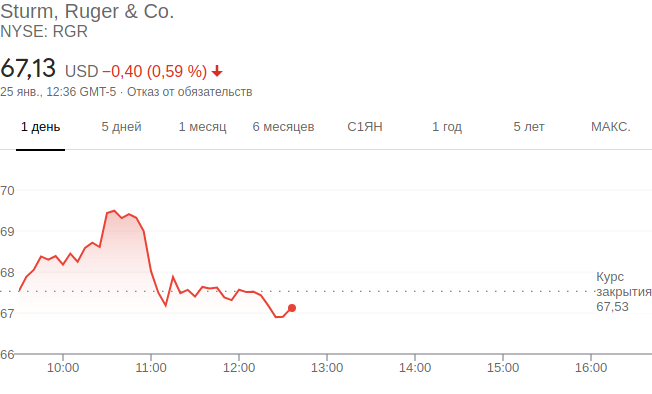 Sturm, Ruger & Co.
NYSE: RGR
67,13 USD −0,40 (0,59 %)
25 янв., 12:36 GMT-5 · Отказ от обязательств
1 день 5 дней 1 месяц 6 месяцев С1ЯН 1 год 5 лет МАКС.
70
69
68
Курс
закрытия
67,53
67
66
10:00 11:00 12:00 13:00 14:00 15:00 16:00